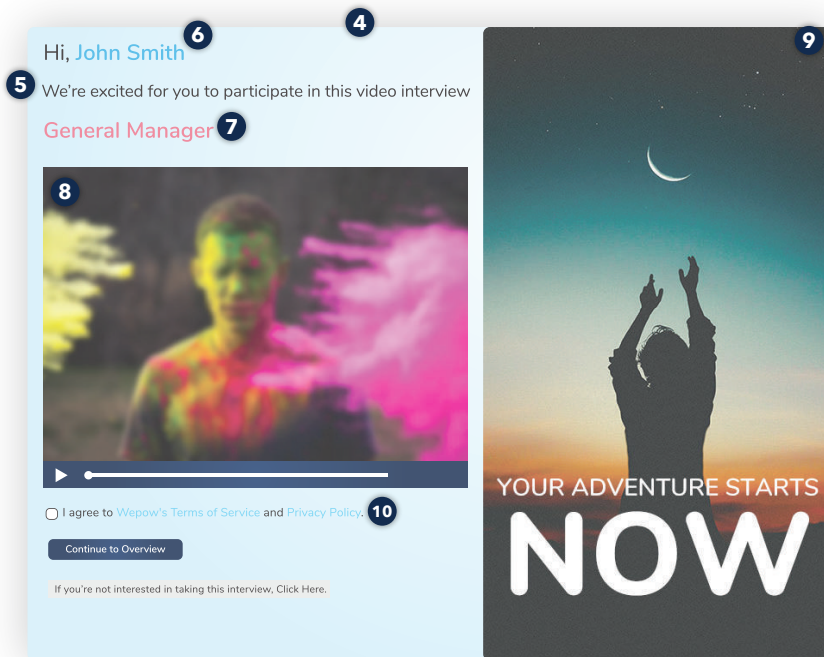 4
6
9
Hi, John Smith
5
We're excited for you to participate in this video interview
General Manager
7
8
I agree to Wepow's Terms of Service and Privacy Policy.
10
Continue to Overview
If you're not interested in taking this interview, Click Here.
YOUR ADVENTURE STARTS
NOW